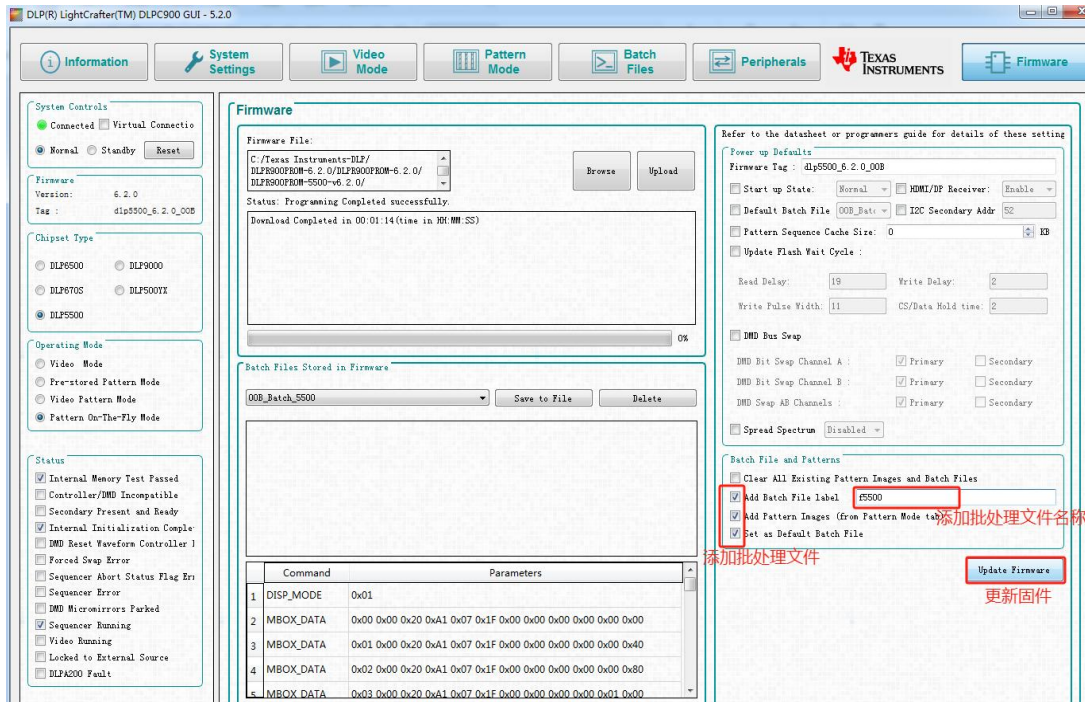 DLP(R) LightCrafter(TM) DLPC900 GUI - 5.2.0
Information
System Settings
Video Mode
Pattern Mode
Batch Files
Peripherals
TEXAS INSTRUMENTS
Firmware
System Controls
Connected Virtual Connectio
Normal Standby Reset
Firmware
Version: 6.2.0
Tag : dlp5500_6.2.0_00B
Chipset Type
DLP6500 DLP9000
DLP670S DLP500YX
DLP5500
Operating Mode
Video Mode
Pre-stored Pattern Mode
Video Pattern Mode
Pattern On-The-Fly Mode
Status
Internal Memory Test Passed
Controller/DMD Incompatible
Secondary Present and Ready
Internal Initialization Comple
DMD Reset Waveform Controller
Forced Swap Error
Sequencer Abort Status Flag Err
Sequencer Error
DMD Micromirrors Parked
Sequencer Running
Video Running
Locked to External Source
DLPA200 Fault
Firmware
Firmware File:
C:/Texas Instruments-DLP/
DLPR900PROM-6.2.0/DLPR900PROM-6.2.0/
DLPR900PROM-5500-v6.2.0/
Browse Upload
Status: Programming Completed successfully.
Download Completed in 00:01:14(time in HH:MM:SS)
0%
Batch Files Stored in Firmware
00B_Batch_5500 Save to File Delete
Command Parameters
1 DISP_MODE 0x01
2 MBOX_DATA 0x00 0x00 0x20 0xA1 0x07 0x1F 0x00 0x00 0x00 0x00 0x00 0x00
3 MBOX_DATA 0x01 0x00 0x20 0xA1 0x07 0x1F 0x00 0x00 0x00 0x00 0x00 0x40
4 MBOX_DATA 0x02 0x00 0x20 0xA1 0x07 0x1F 0x00 0x00 0x00 0x00 0x00 0x80
5 MBOX DATA 0x03 0x00 0x20 0xA1 0x07 0x1F 0x00 0x00 0x00 0x00 0x01 0x00
Refer to the datasheet or programmers guide for details of these setting
Power up Defaults
Firmware Tag : dlp5500_6.2.0_00B
Start up State: Normal HDMI/DP Receiver: Enable
Default Batch File 00B_Bat I2C Secondary Addr 52
Pattern Sequence Cache Size: 0 KB
Update Flash Wait Cycle :
Read Delay: 19 Write Delay: 2
Write Pulse Width: 11 CS/Data Hold time: 2
DMD Bus Swap
DMD Bit Swap Channel A : Primary Secondary
DMD Bit Swap Channel B : Primary Secondary
DMD Swap AB Channels : Primary Secondary
Spread Spectrum Disabled
Batch File and Patterns
Clear All Existing Pattern Images and Batch Files
Add Batch File label f5500
Add Pattern Images (from Pattern Mode tab)
添加批处理文件名称
Set as Default Batch File
添加批处理文件
Update Firmware
更新固件